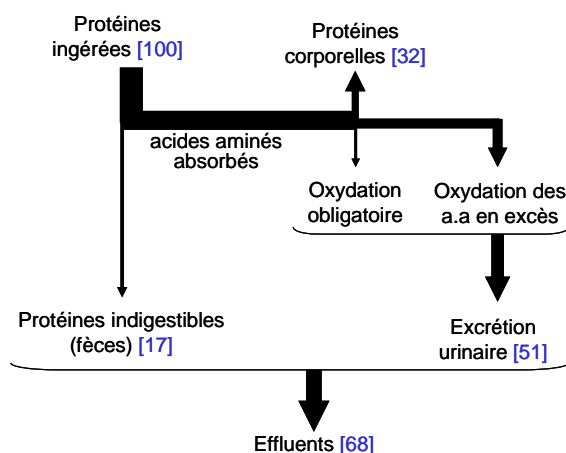 Protéines
ingérées [100]
Protéines
corporelles [32]
acides aminés
absorbés
Oxydation
obligatoire
Oxydation des
a.a en excès
Protéines indigestibles
(fèces) [17]
Excrétion
urinaire [51]
Effluents [68]